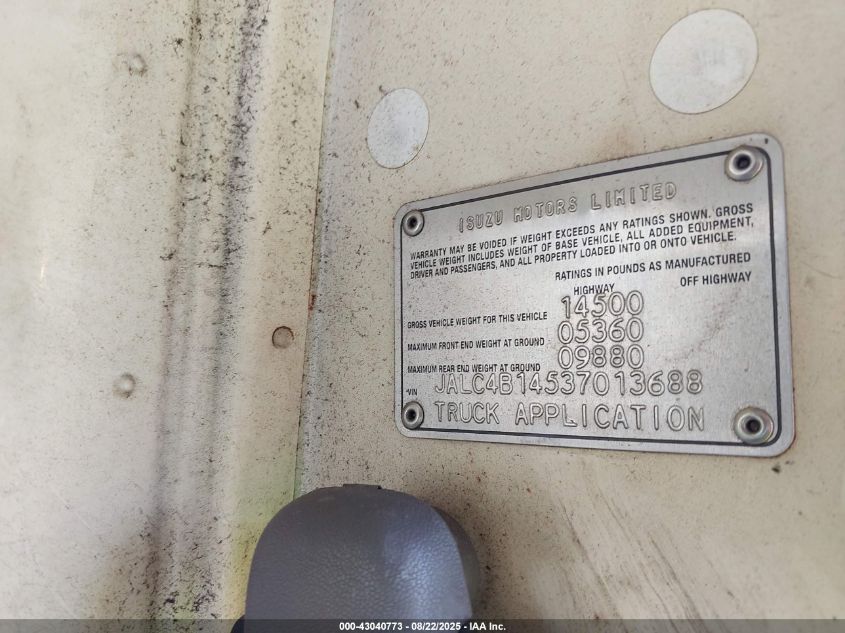 ISUZU MOTORS LIMITED
WARRANTY MAY BE VOIDED IF WEIGHT EXCEEDS ANY RATINGS SHOWN. GROSS
VEHICLE WEIGHT INCLUDES WEIGHT OF BASE VEHICLE, ALL ADDED EQUIPMENT,
DRIVER AND PASSENGERS, AND ALL PROPERTY LOADED INTO OR ONTO VEHICLE.
RATINGS IN POUNDS AS MANUFACTURED
HIGHWAY OFF HIGHWAY
GROSS VEHICLE WEIGHT FOR THIS VEHICLE 14500
MAXIMUM FRONT END WEIGHT AT GROUND 05360
MAXIMUM REAR END WEIGHT AT GROUND 09880
*VIN JALC4B14537013688
TRUCK APPLICATION
000-43040773 - 08/22/2025 - IAA Inc.